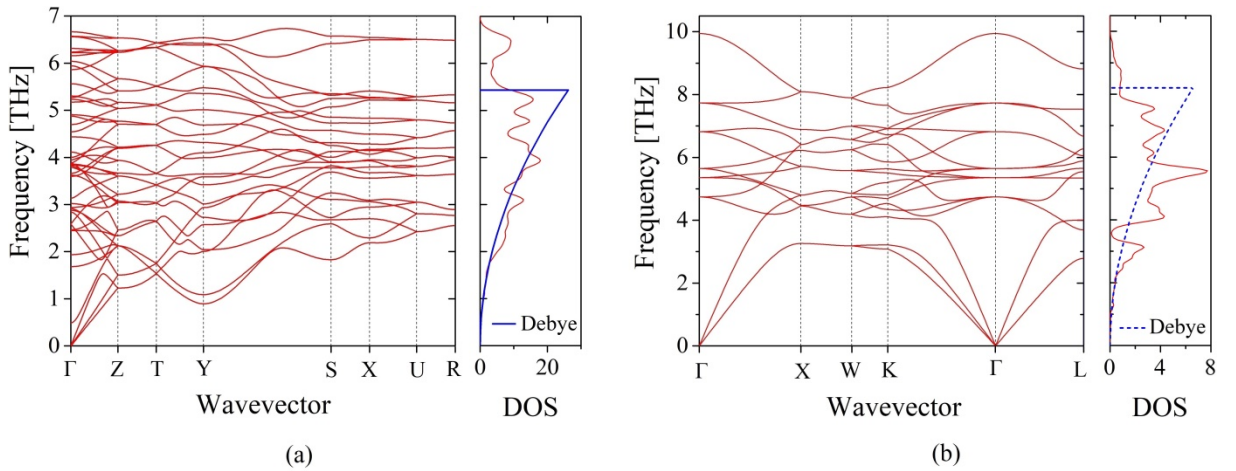 7
6
5
4
3
2
1
0
Frequency [THz]
Γ Z T Y S X U R
Wavevector
Debye
0 20
DOS
(a)
10
8
6
4
2
0
Frequency [THz]
Γ X W K Γ L
Wavevector
Debye
0 4 8
DOS
(b)